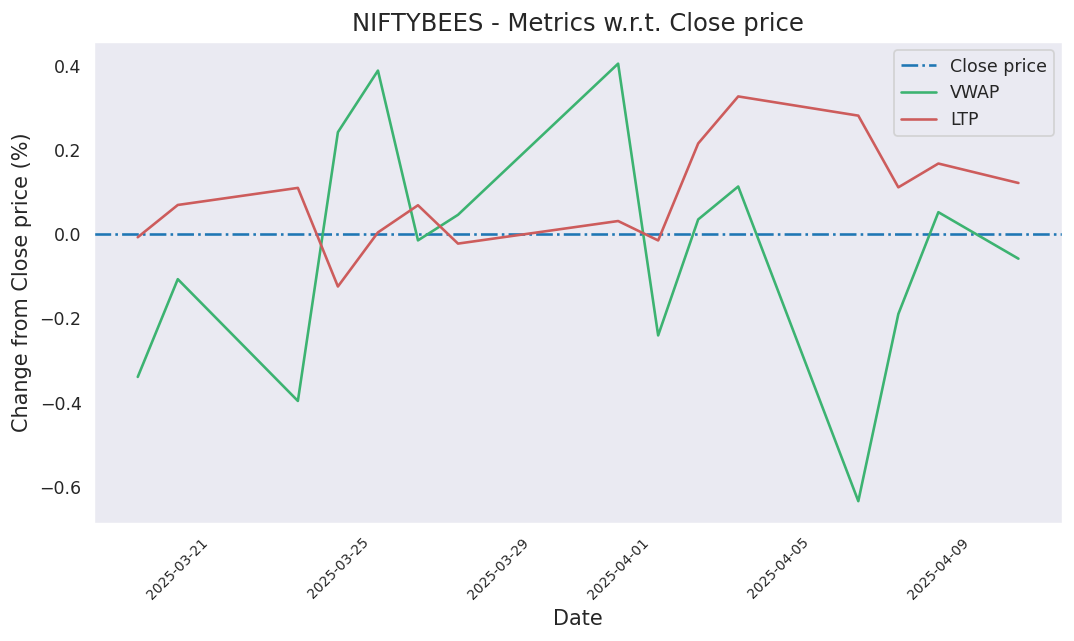 NIFTYBEES - Metrics w.r.t. Close price
Change from Close price (%)
0.4
0.2
0.0
−0.2
−0.4
−0.6
Close price
VWAP
LTP
2025-03-21
2025-03-25
2025-03-29
2025-04-01
2025-04-05
2025-04-09
Date